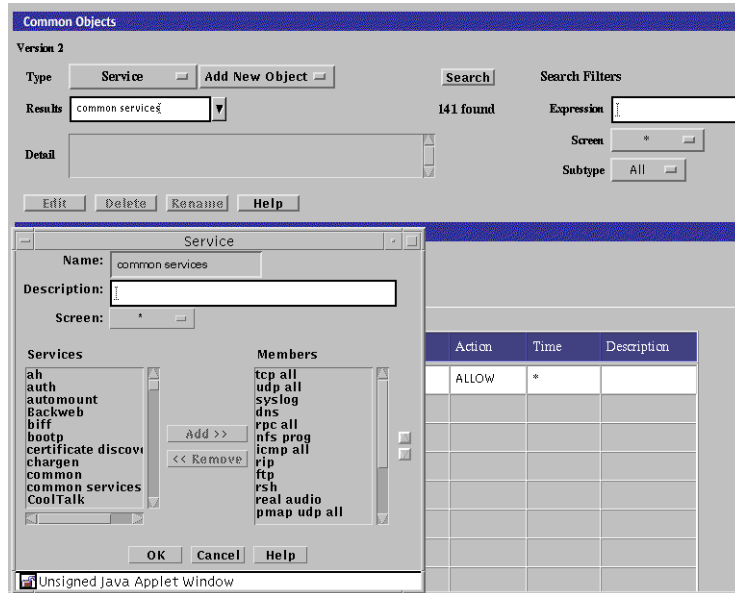 Common Objects
Version 2
Type Service Add New Object Search Search Filters
Results common services 141 found Expression
Screen *
Detail
Subtype All
Edit Delete Rename Help
Service
Name: common services
Description:
Screen: *
Action Time Description
ALLOW *
Services Members
ah tcp all
auth udp all
automount syslog
Backweb dns
biff rpc all
bootp nfs prog
certificate discov icmp all
chargen rip
common ftp
common services rsh
CoolTalk real audio
pmap udp all
Add >>
<< Remove
OK Cancel Help
Unsigned Java Applet Window